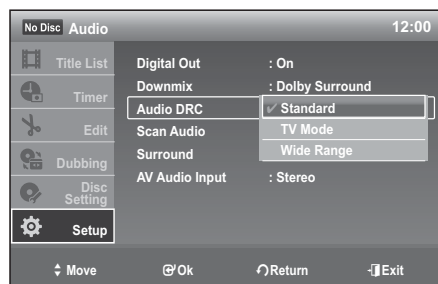 No Disc Audio 12:00
Title List
Timer
Edit
Dubbing
Disc
Setting
Setup
Digital Out : On
Downmix : Dolby Surround
Audio DRC ✔ Standard
Scan Audio TV Mode
Surround Wide Range
AV Audio Input : Stereo
Move Ok Return Exit